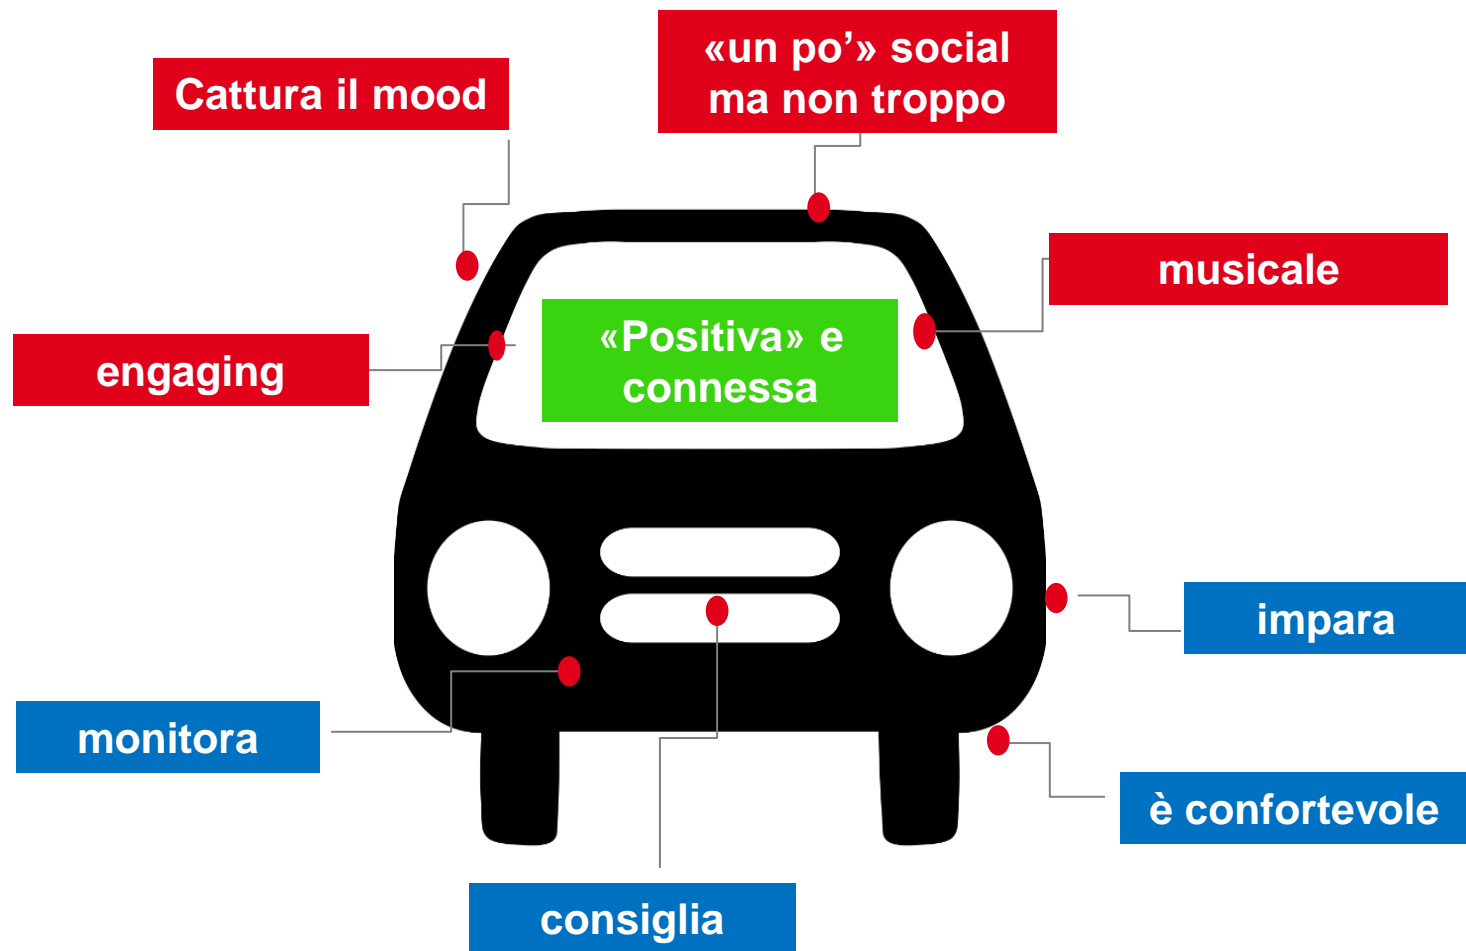 «un po'» social
ma non troppo
Cattura il mood
musicale
«Positiva» e
connessa
engaging
impara
monitora
è confortevole
consiglia